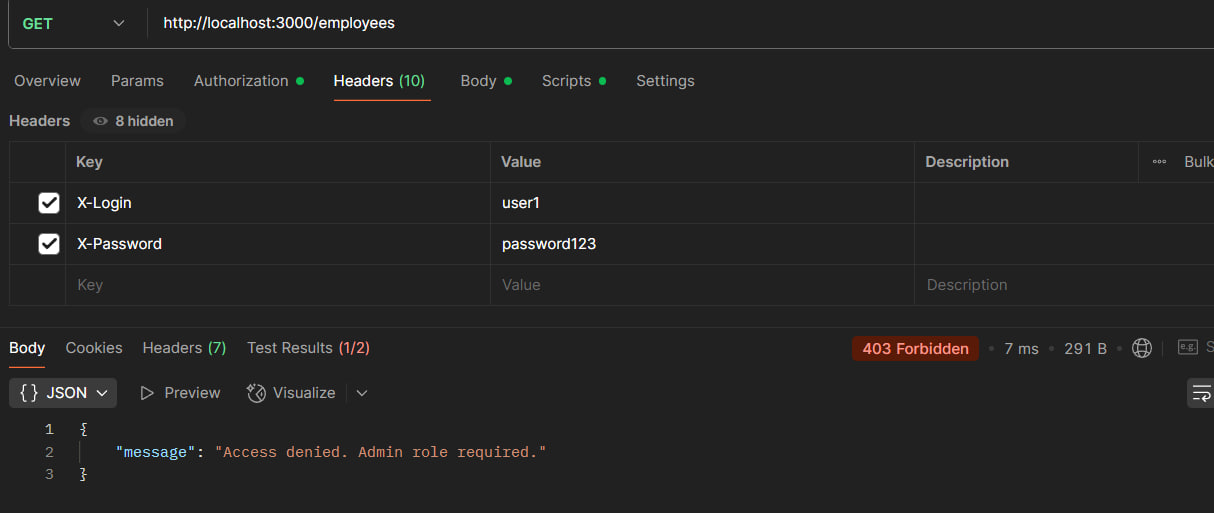 GET http://localhost:3000/employees
Overview Params Authorization Headers (10) Body Scripts Settings
Headers 8 hidden
Key Value Description Bulk
X-Login user1
X-Password password123
Key Value Description
Body Cookies Headers (7) Test Results (1/2) 403 Forbidden 7 ms 291 B e.g. S
{} JSON Preview Visualize
1 {
2 "message": "Access denied. Admin role required."
3 }